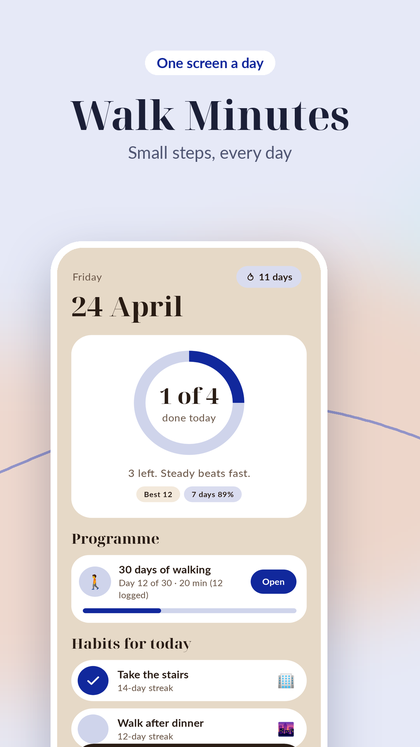 One screen a day
Walk Minutes
Small steps, every day
Friday
11 days
24 April
1 of 4
done today
3 left. Steady beats fast.
Best 12
7 days 89%
Programme
30 days of walking
Day 12 of 30 · 20 min (12
logged)
Open
Habits for today
Take the stairs
14-day streak
Walk after dinner
12-day streak